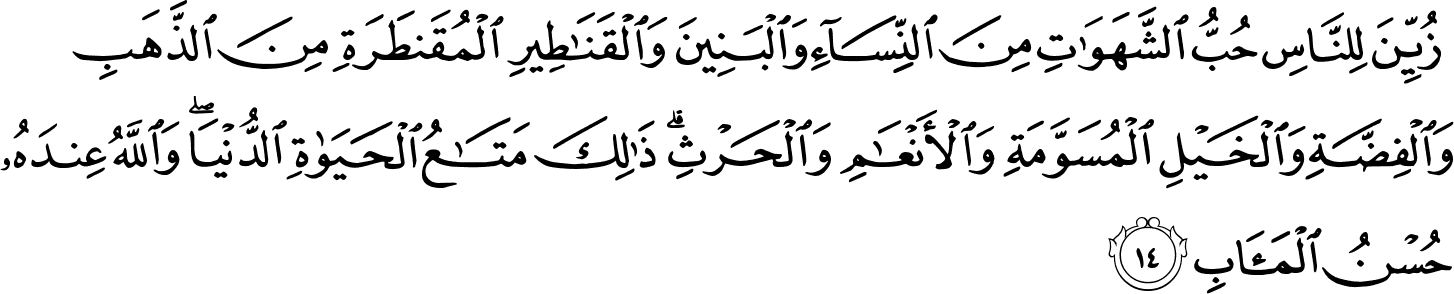 زُيِّنَ لِلنَّاسِ حُبُّ ٱلشَّهَوَٰتِ مِنَ ٱلنِّسَآءِ وَٱلْبَنِينَ وَٱلْقَنَٰطِيرِ ٱلْمُقَنطَرَةِ مِنَ ٱلذَّهَبِ
وَٱلْفِضَّةِ وَٱلْخَيْلِ ٱلْمُسَوَّمَةِ وَٱلْأَنْعَٰمِ وَٱلْحَرْثِ ۗ ذَٰلِكَ مَتَٰعُ ٱلْحَيَوٰةِ ٱلدُّنْيَا ۖ وَٱللَّهُ عِندَهُۥ
حُسْنُ ٱلْمَـَٔابِ ١٤